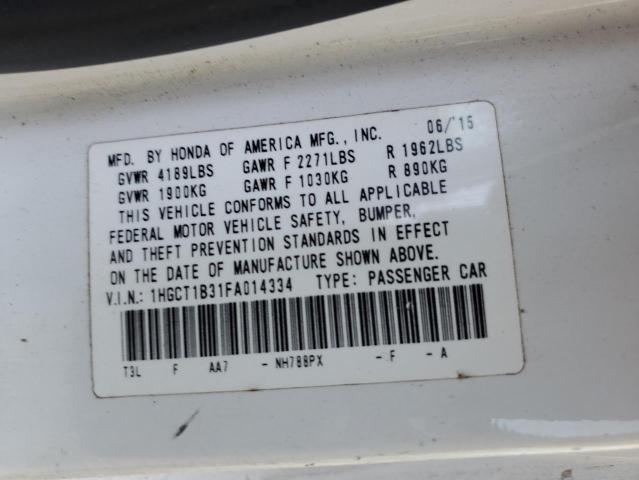 MFD. BY HONDA OF AMERICA MFG., INC. 06/'15
GVWR 4189LBS GAWR F 2271LBS R 1962LBS
GVWR 1900KG GAWR F 1030KG R 890KG
THIS VEHICLE CONFORMS TO ALL APPLICABLE
FEDERAL MOTOR VEHICLE SAFETY, BUMPER,
AND THEFT PREVENTION STANDARDS IN EFFECT
ON THE DATE OF MANUFACTURE SHOWN ABOVE.
V.I.N.: 1HGCT1B31FA014334 TYPE: PASSENGER CAR
T3L F AA7 - NH788PX - F - A